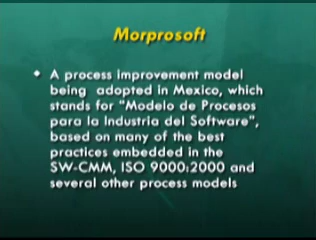 Morprosoft
• A process improvement model
being adopted in Mexico, which
stands for "Modelo de Procesos
para la Industria del Software",
based on many of the best
practices embedded in the
SW-CMM, ISO 9000:2000 and
several other process models